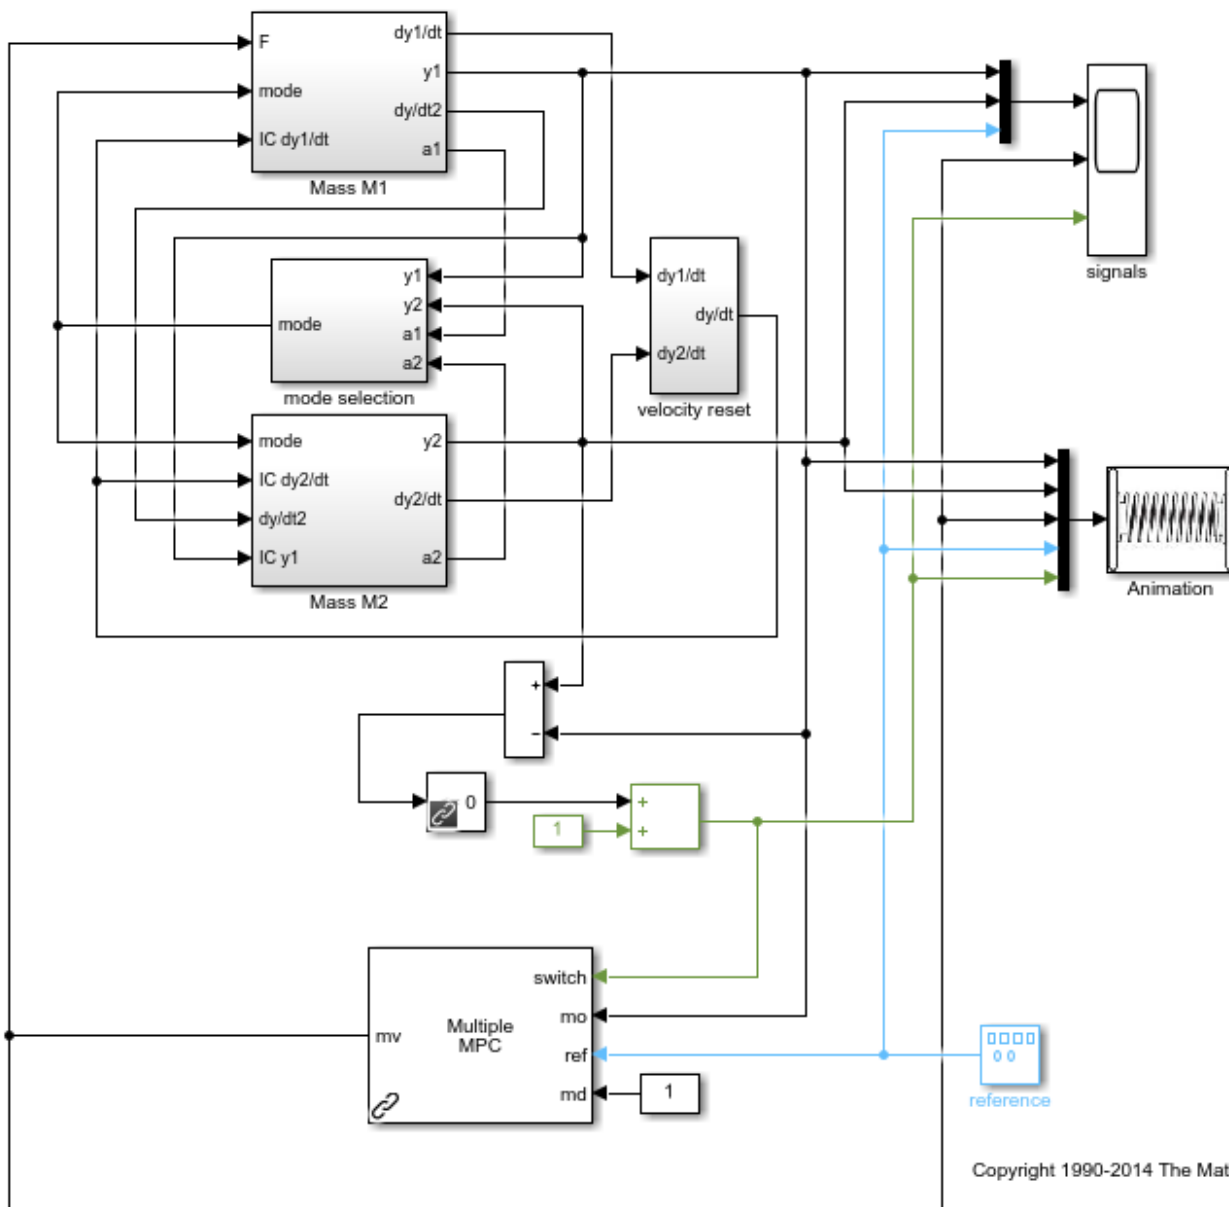 F
mode
IC dy1/dt
dy1/dt
y1
dy/dt2
a1
Mass M1
mode
y1
y2
a1
a2
mode selection
dy1/dt
dy2/dt
dy/dt
velocity reset
signals
mode
IC dy2/dt
dy/dt2
IC y1
y2
dy2/dt
a2
Mass M2
Animation
+
−
0
1
+
+
mv
Multiple
MPC
switch
mo
ref
md
1
reference
Copyright 1990-2014 The Mat